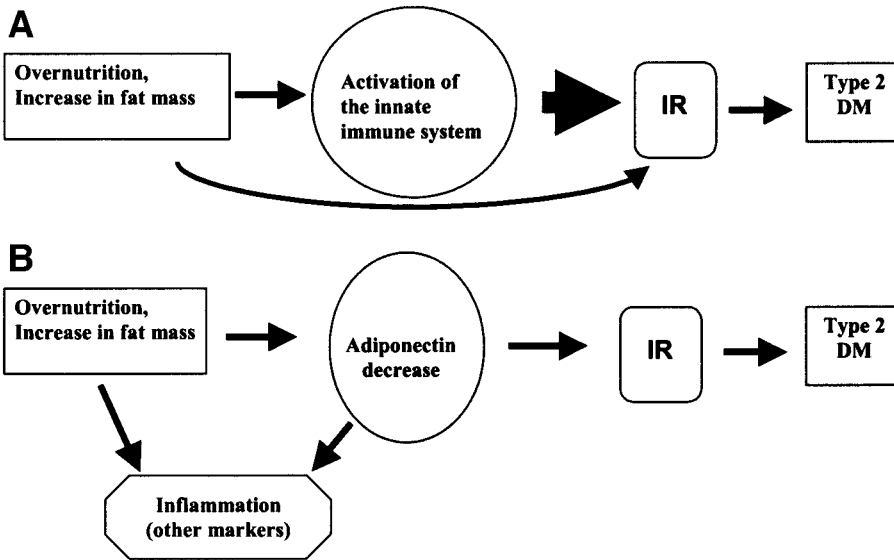 A
Overnutrition,
Increase in fat mass
Activation of
the innate
immune system
IR
Type 2
DM
B
Overnutrition,
Increase in fat mass
Adiponectin
decrease
IR
Type 2
DM
Inflammation
(other markers)